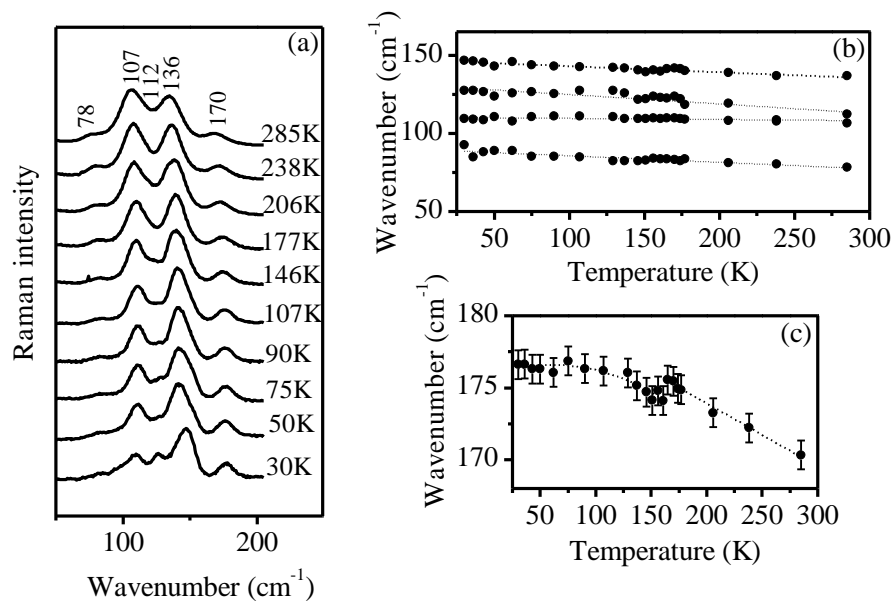 (a)
78
107
112
136
170
285K
238K
206K
177K
146K
107K
90K
75K
50K
30K
Raman intensity
100 200
Wavenumber (cm-1)
(b)
Wavenumber (cm-1)
150
100
50
50 100 150 200 250 300
Temperature (K)
(c)
Wavenumber (cm-1)
180
175
170
50 100 150 200 250 300
Temperature (K)